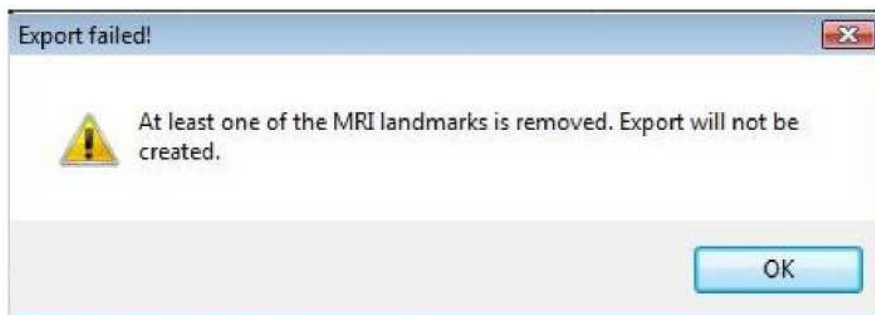 Export failed!
At least one of the MRI landmarks is removed. Export will not be
created.
OK